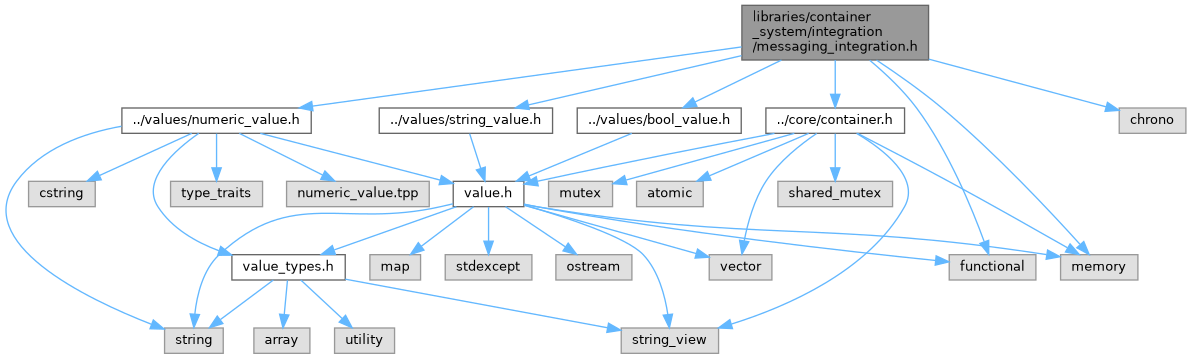 libraries/container
_system/integration
/messaging_integration.h
../values/numeric_value.h
../values/string_value.h
../values/bool_value.h
../core/container.h
chrono
cstring
type_traits
numeric_value.tpp
value.h
mutex
atomic
shared_mutex
value_types.h
map
stdexcept
ostream
vector
functional
memory
string
array
utility
string_view